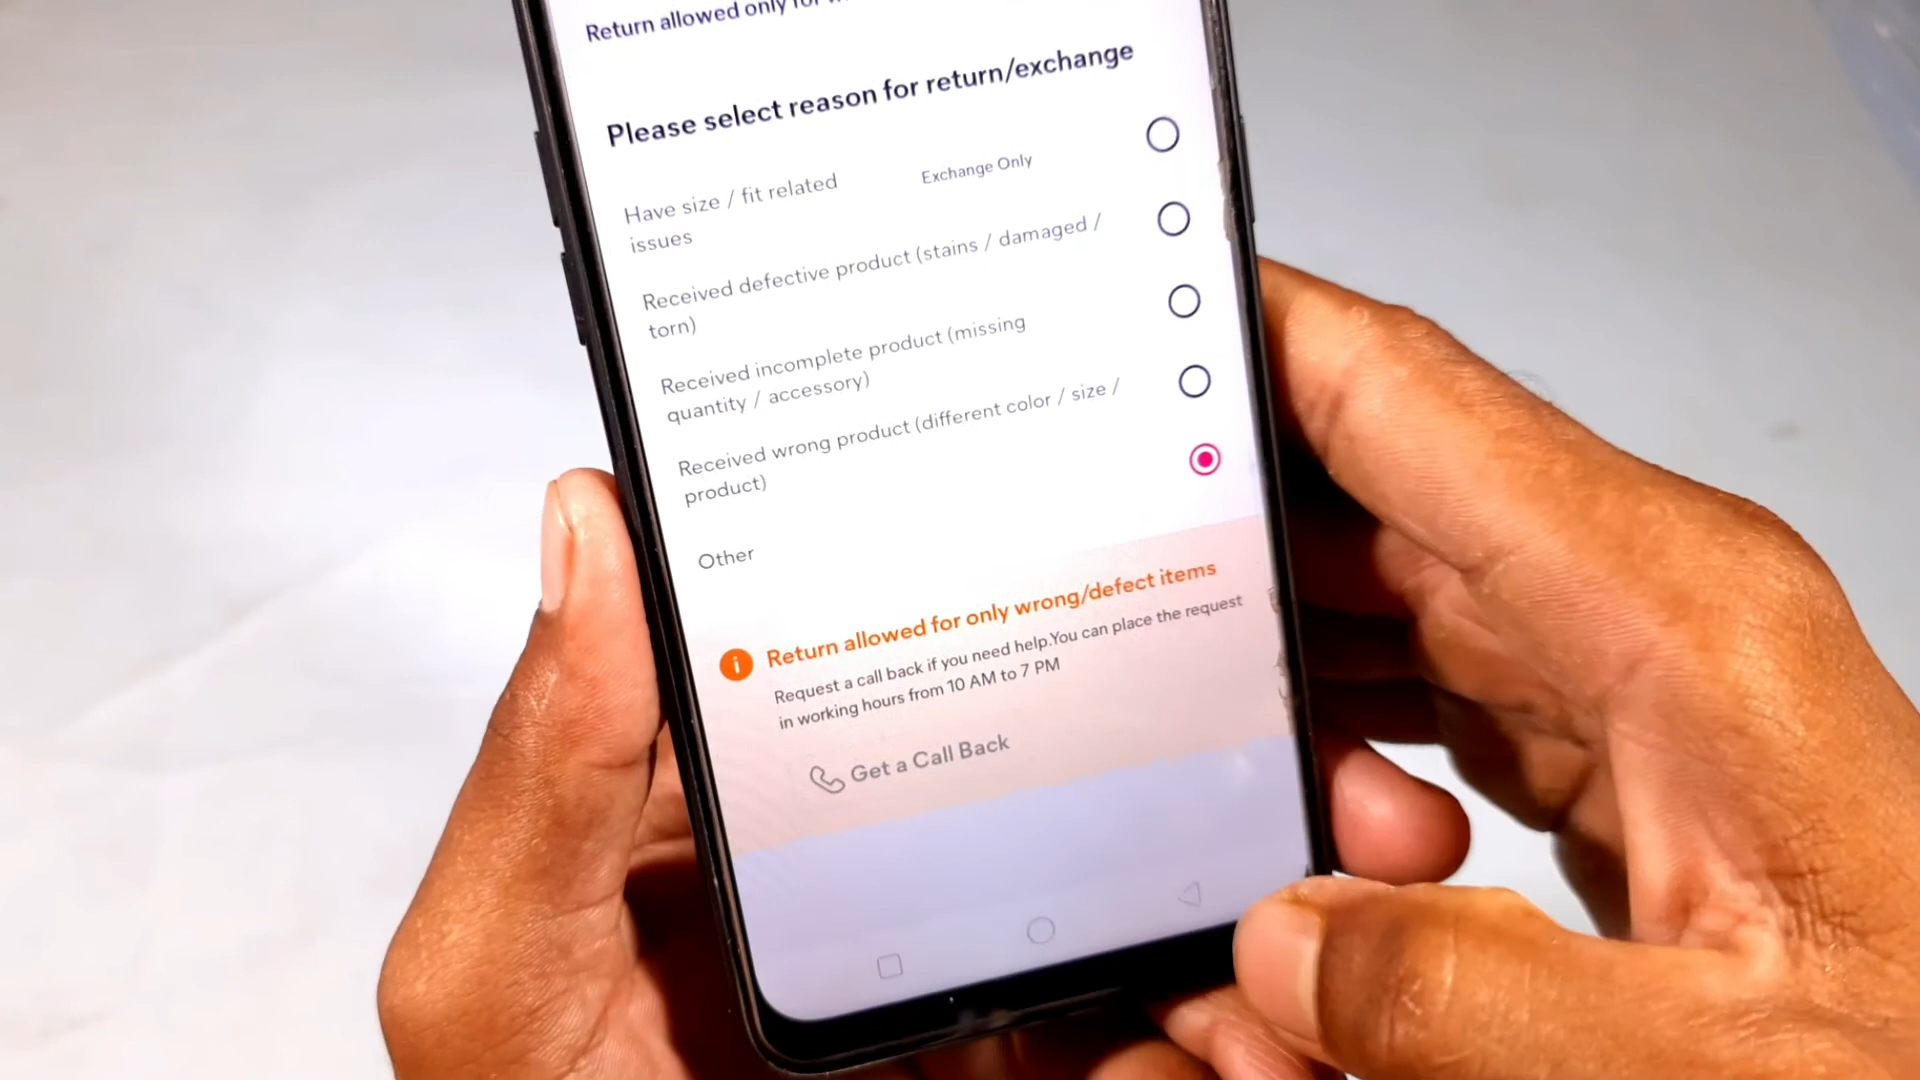 Return allowed only for
Please select reason for return/exchange
Have size / fit related
issues
Exchange Only
Received defective product (stains / damaged /
torn)
Received incomplete product (missing
quantity / accessory)
Received wrong product (different color / size /
product)
Other
Return allowed for only wrong/defect items
Request a call back if you need help.You can place the request
in working hours from 10 AM to 7 PM
Get a Call Back